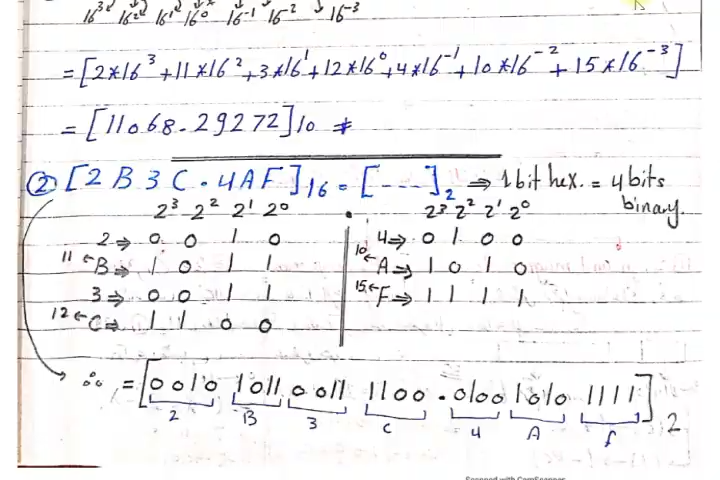 16³ 16² 16¹ 16⁰ 16⁻¹ 16⁻² 16⁻³
= [2*16³ + 11*16² + 3*16¹ + 12*16⁰ + 4*16⁻¹ + 10*16⁻² + 15*16⁻³]
= [11068.29272]10 #
② [2B3C.4AF]16 = [---]2 ⇒ 1 bit hex. = 4 bits binary.
2³ 2² 2¹ 2⁰ . 2³ 2² 2¹ 2⁰
2 ⇒ 0 0 1 0 4 ⇒ 0 1 0 0
11 ← B ⇒ 1 0 1 1 10 ← A ⇒ 1 0 1 0
3 ⇒ 0 0 1 1 15 ← F ⇒ 1 1 1 1
12 ← C ⇒ 1 1 0 0
∴ = [0010 1011 0011 1100 . 0100 1010 1111]2
2 B 3 C 4 A F